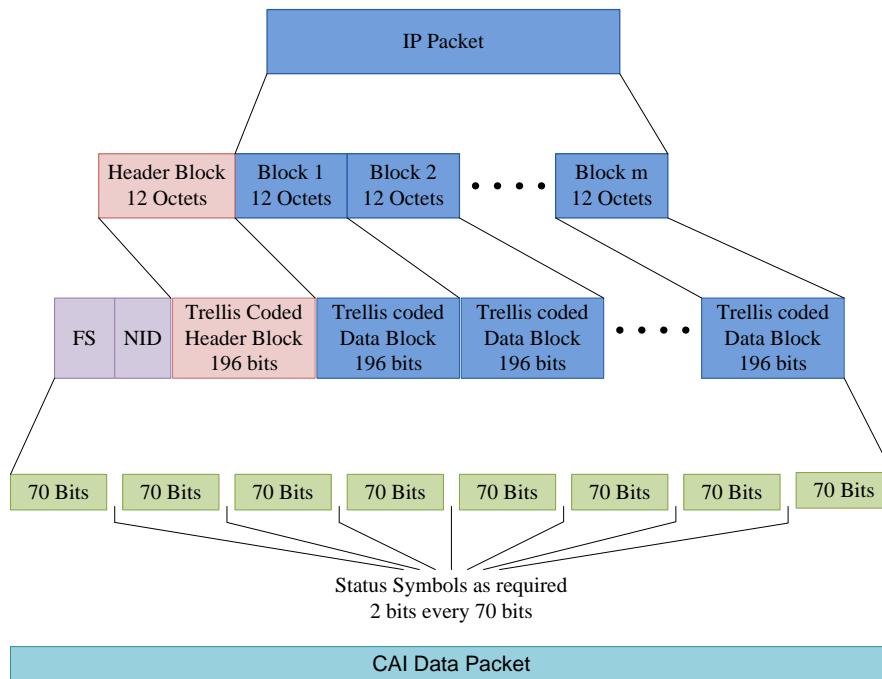 IP Packet
Header Block
12 Octets
Block 1
12 Octets
Block 2
12 Octets
Block m
12 Octets
FS
NID
Trellis Coded
Header Block
196 bits
Trellis coded
Data Block
196 bits
Trellis coded
Data Block
196 bits
Trellis coded
Data Block
196 bits
70 Bits
70 Bits
70 Bits
70 Bits
70 Bits
70 Bits
70 Bits
70 Bits
Status Symbols as required
2 bits every 70 bits
CAI Data Packet